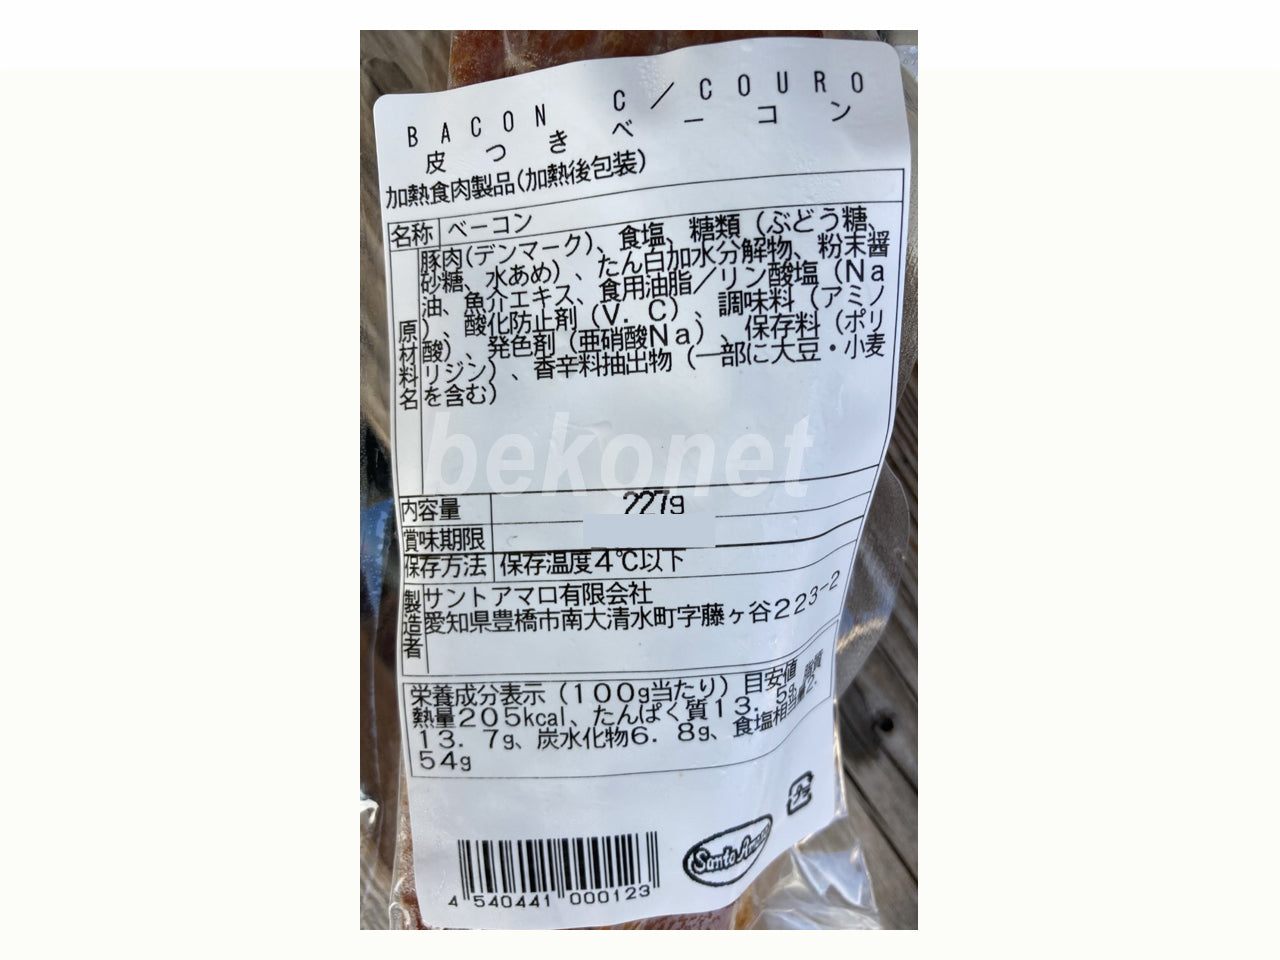 BACON C/COURO
皮つきベーコン
加熱食肉製品(加熱後包装)
名称 ベーコン
原材料名
豚肉(デンマーク)、食塩、糖類(ぶどう糖、
砂糖、水あめ)、たん白加水分解物、粉末醤
油、魚介エキス、食用油脂/リン酸塩(Na
)、酸化防止剤(V.C)、調味料(アミノ
酸)、発色剤(亜硝酸Na)、保存料(ポリ
リジン)、香辛料抽出物(一部に大豆・小麦
を含む)
bekonet
内容量 227g
賞味期限
保存方法 保存温度4℃以下
製造者
サントアマロ有限会社
愛知県豊橋市南大清水町字藤ヶ谷223-2
栄養成分表示(100g当たり)目安値
熱量205kcal、たんぱく質13.5g、脂質
13.7g、炭水化物6.8g、食塩相当量2.
54g
4 540441 000123
Santo Amaro